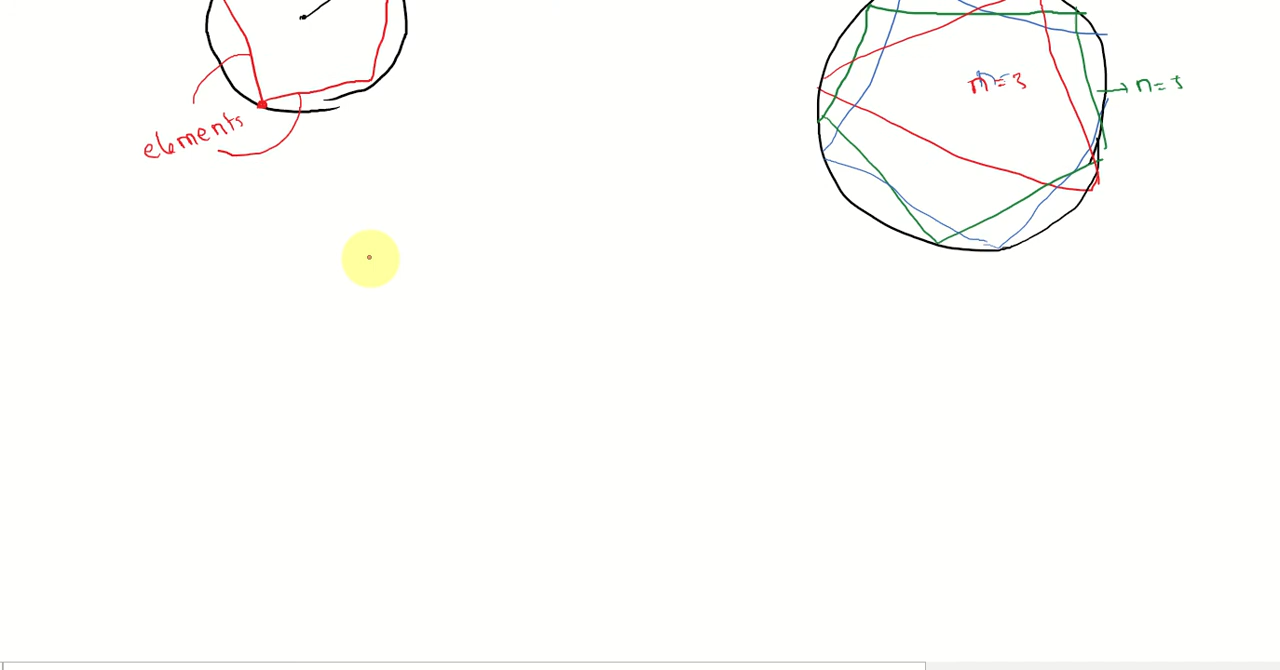 n=3
→ n=5
elements